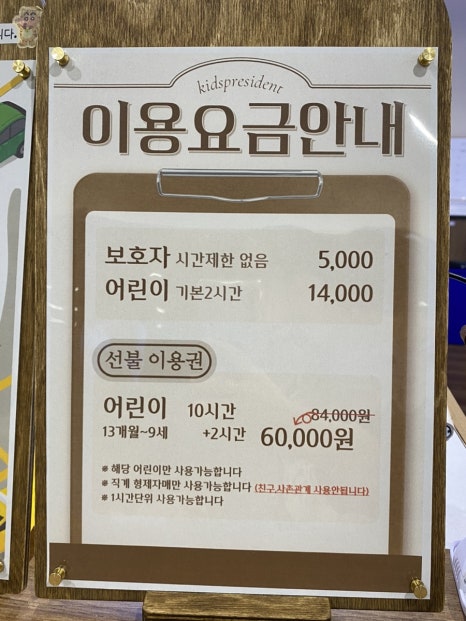 니다.
kidspresident
이용요금안내
보호자 시간제한 없음 5,000
어린이 기본2시간 14,000
선불 이용권
어린이 10시간 84,000원
13개월~9세 +2시간 60,000원
※ 해당 어린이만 사용가능합니다
※ 직계 형제자매만 사용가능합니다 (친구,사촌관계 사용안됩니다)
※ 1시간단위 사용가능합니다